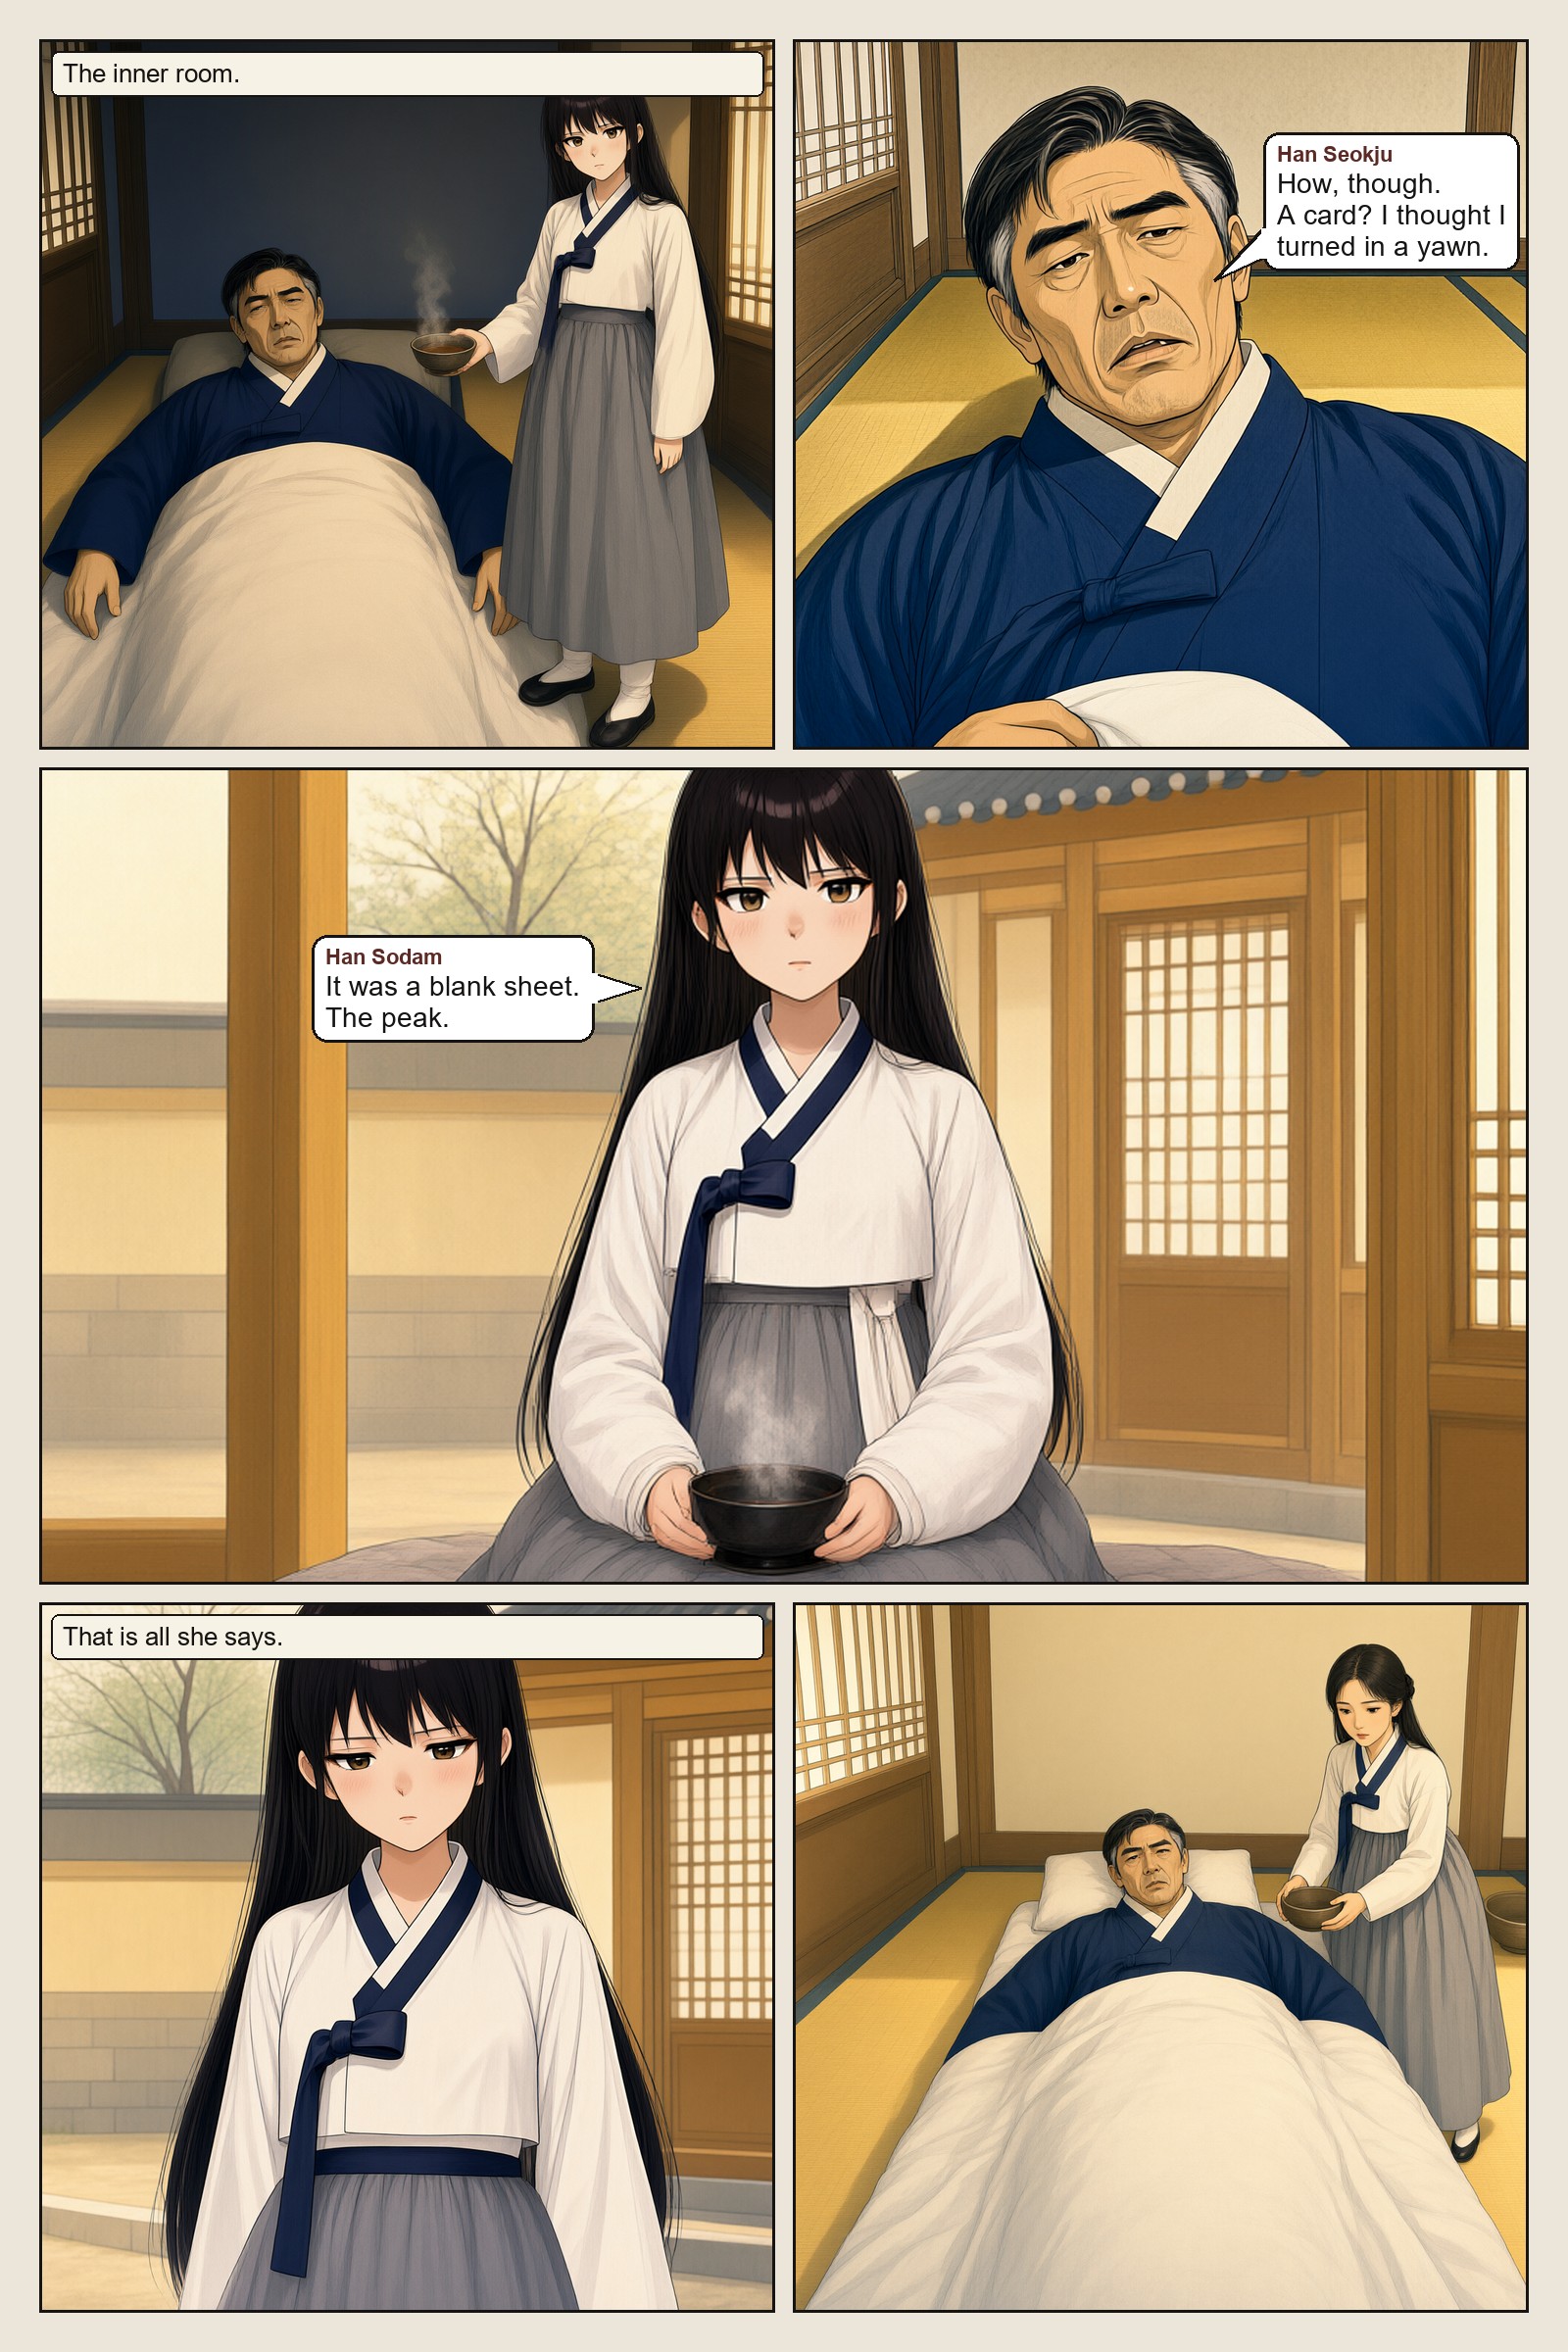 The inner room.
Han Seokju
How, though.
A card? I thought I
turned in a yawn.
Han Sodam
It was a blank sheet.
The peak.
That is all she says.